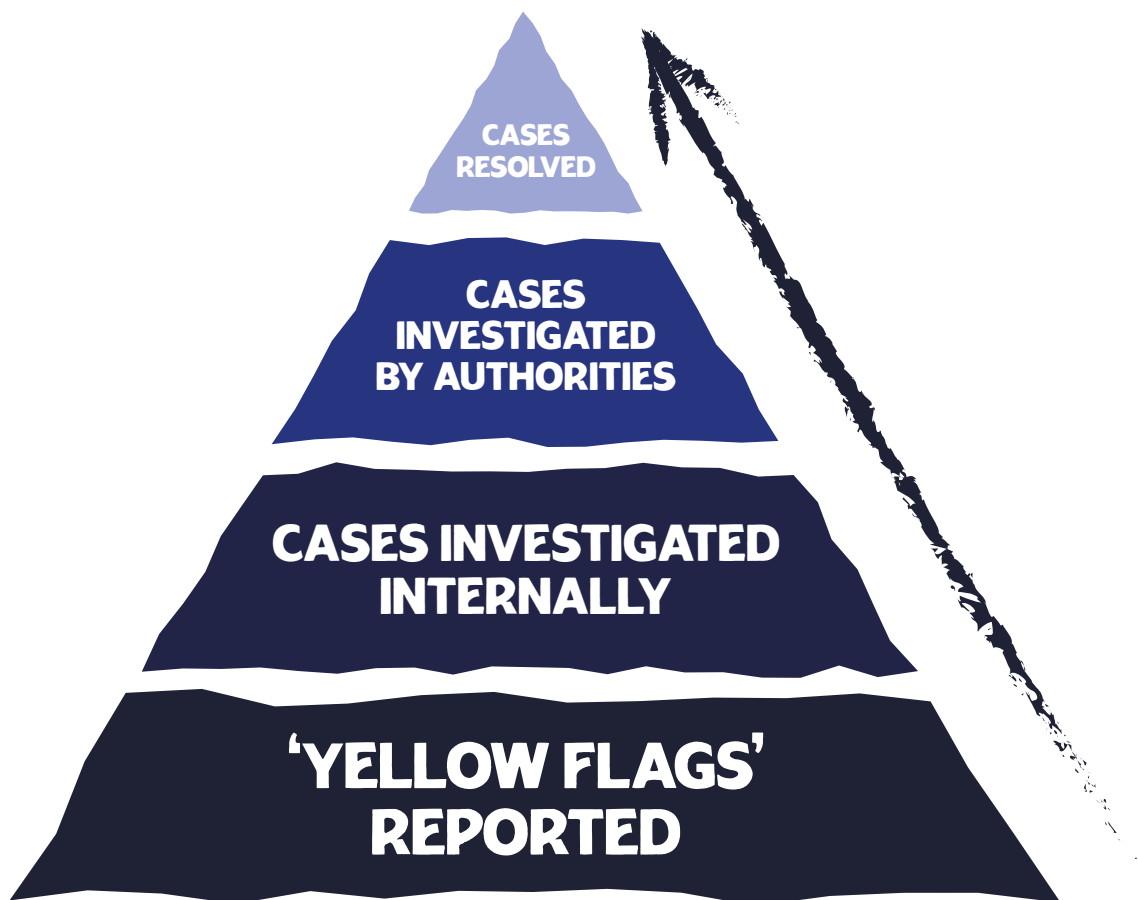 CASES
RESOLVED
CASES
INVESTIGATED
BY AUTHORITIES
CASES INVESTIGATED
INTERNALLY
‘YELLOW FLAGS’
REPORTED